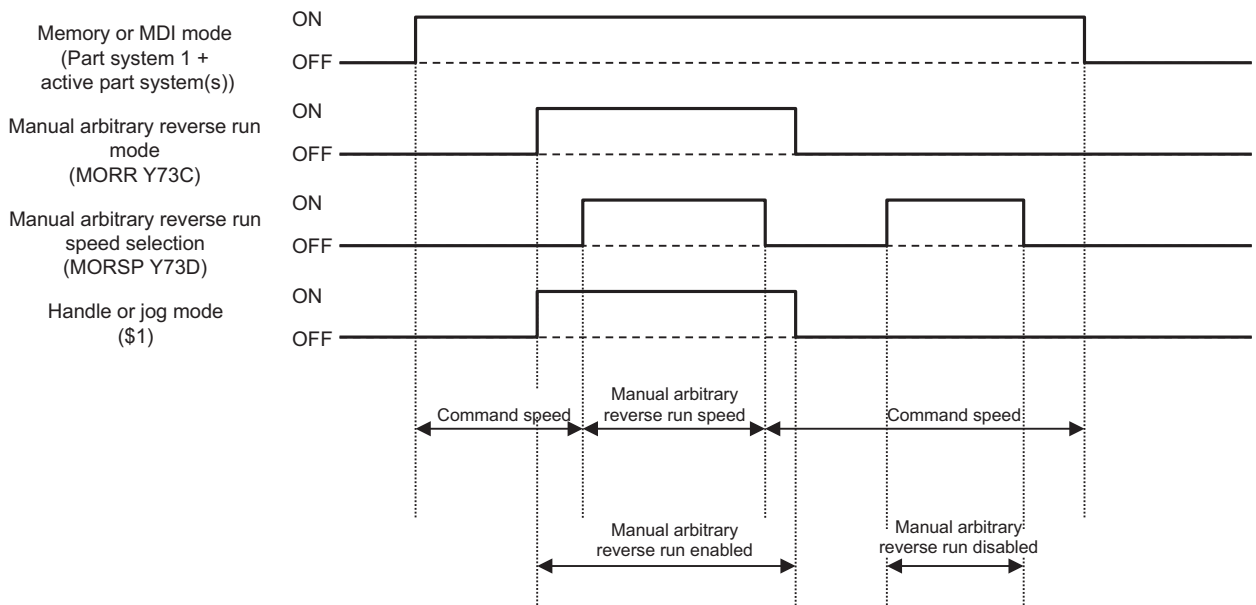 Memory or MDI mode
(Part system 1 +
active part system(s))
ON
OFF
Manual arbitrary reverse run
mode
(MORR Y73C)
ON
OFF
Manual arbitrary reverse run
speed selection
(MORSP Y73D)
ON
OFF
Handle or jog mode
($1)
ON
OFF
Command speed
Manual arbitrary
reverse run speed
Command speed
Manual arbitrary
reverse run enabled
Manual arbitrary
reverse run disabled